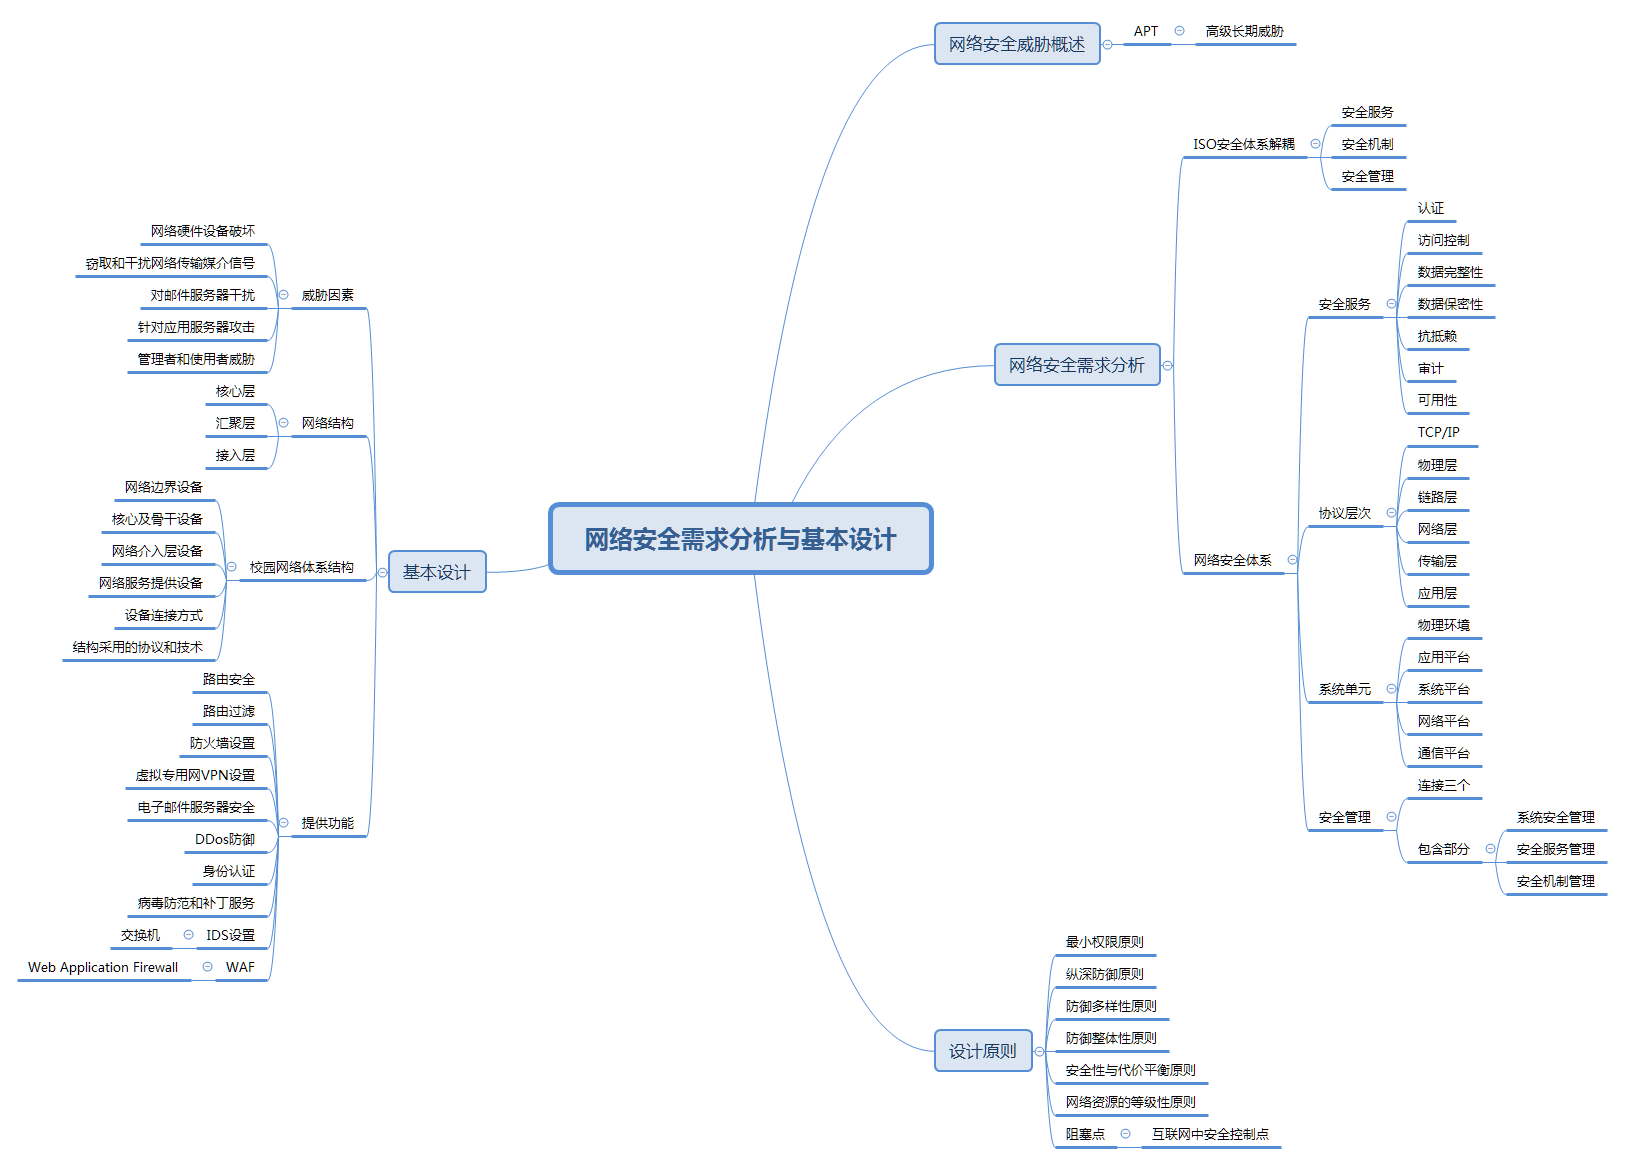 网络安全需求分析与基本设计
网络安全威胁概述
APT
高级长期威胁
网络安全需求分析
ISO安全体系解耦
安全服务
安全机制
安全管理
网络安全体系
安全服务
认证
访问控制
数据完整性
数据保密性
抗抵赖
审计
可用性
协议层次
TCP/IP
物理层
链路层
网络层
传输层
应用层
系统单元
物理环境
应用平台
系统平台
网络平台
通信平台
安全管理
连接三个
包含部分
系统安全管理
安全服务管理
安全机制管理
设计原则
最小权限原则
纵深防御原则
防御多样性原则
防御整体性原则
安全性与代价平衡原则
网络资源的等级性原则
阻塞点
互联网中安全控制点
基本设计
威胁因素
网络硬件设备破坏
窃取和干扰网络传输媒介信号
对邮件服务器干扰
针对应用服务器攻击
管理者和使用者威胁
网络结构
核心层
汇聚层
接入层
校园网络体系结构
网络边界设备
核心及骨干设备
网络介入层设备
网络服务提供设备
设备连接方式
结构采用的协议和技术
提供功能
路由安全
路由过滤
防火墙设置
虚拟专用网VPN设置
电子邮件服务器安全
DDos防御
身份认证
病毒防范和补丁服务
IDS设置
交换机
WAF
Web Application Firewall